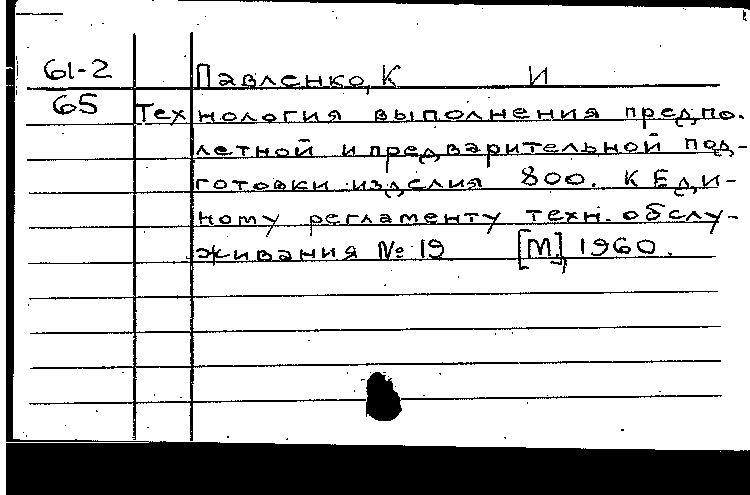 61-2 Павленко, К И
65 Технология выполнения предпо-
летной и предварительной под-
готовки изделия 800. К Еди-
ному регламенту техн. обслу-
живания № 19 [М.], 1960.